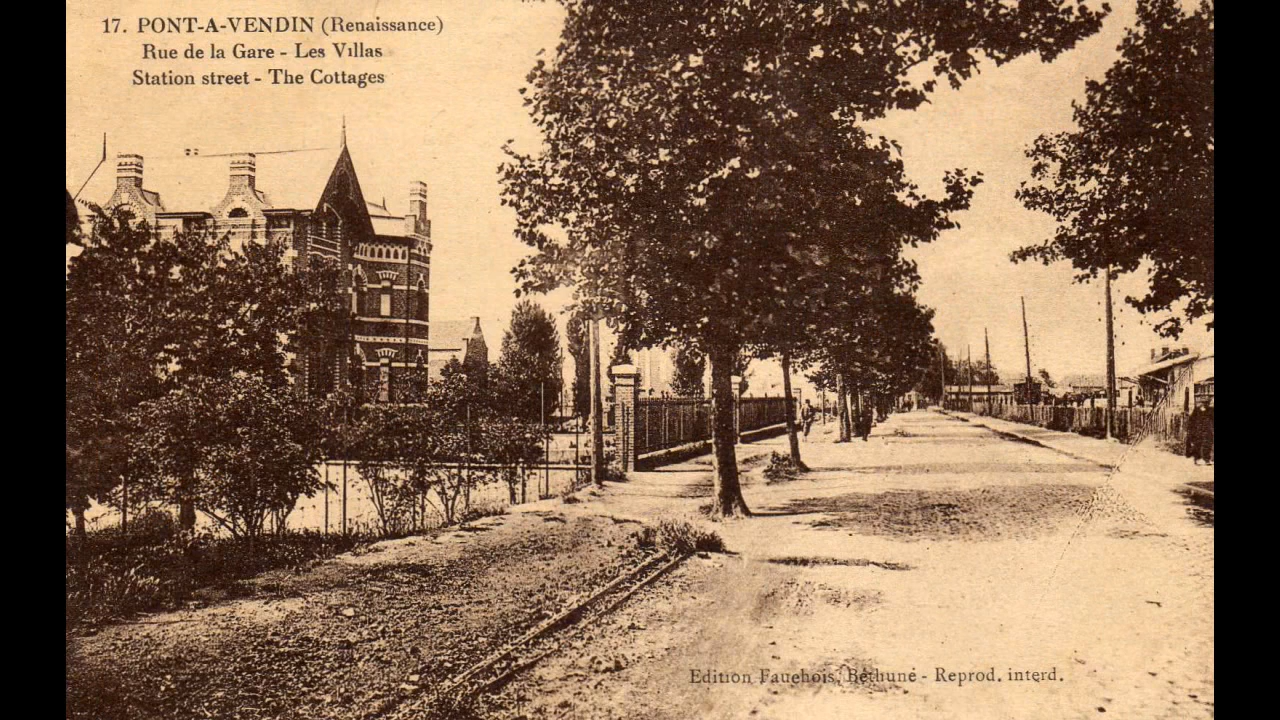 17. PONT-A-VENDIN (Renaissance)
Rue de la Gare - Les Villas
Station street - The Cottages
Edition Fauchois, Béthune - Reprod. interd.